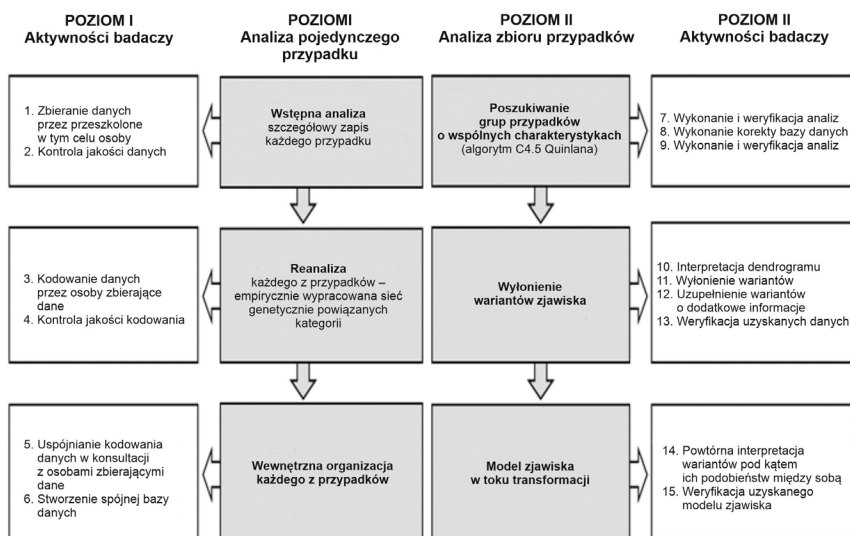 POZIOM I
Aktywności badaczy
POZIOMI
Analiza pojedynczego
przypadku
POZIOM II
Analiza zbioru przypadków
POZIOM II
Aktywności badaczy
1. Zbieranie danych
przez przeszkolone
w tym celu osoby
2. Kontrola jakości danych
Wstępna analiza
szczegółowy zapis
każdego przypadku
Poszukiwanie
grup przypadków
o wspólnych charakterystykach
(algorytm C4.5 Quinlana)
7. Wykonanie i weryfikacja analiz
8. Wykonanie korekty bazy danych
9. Wykonanie i weryfikacja analiz
3. Kodowanie danych
przez osoby zbierające
dane
4. Kontrola jakości kodowania
Reanaliza
każdego z przypadków –
empirycznie wypracowana sieć
genetycznie powiązanych
kategorii
Wyłonienie
wariantów zjawiska
10. Interpretacja dendrogramu
11. Wyłonienie wariantów
12. Uzupełnienie wariantów
o dodatkowe informacje
13. Weryfikacja uzyskanych danych
5. Uspójnianie kodowania
danych w konsultacji
z osobami zbierającymi
dane
6. Stworzenie spójnej bazy
danych
Wewnętrzna organizacja
każdego z przypadków
Model zjawiska
w toku transformacji
14. Powtórna interpretacja
wariantów pod kątem
ich podobieństw między sobą
15. Weryfikacja uzyskanego
modelu zjawiska